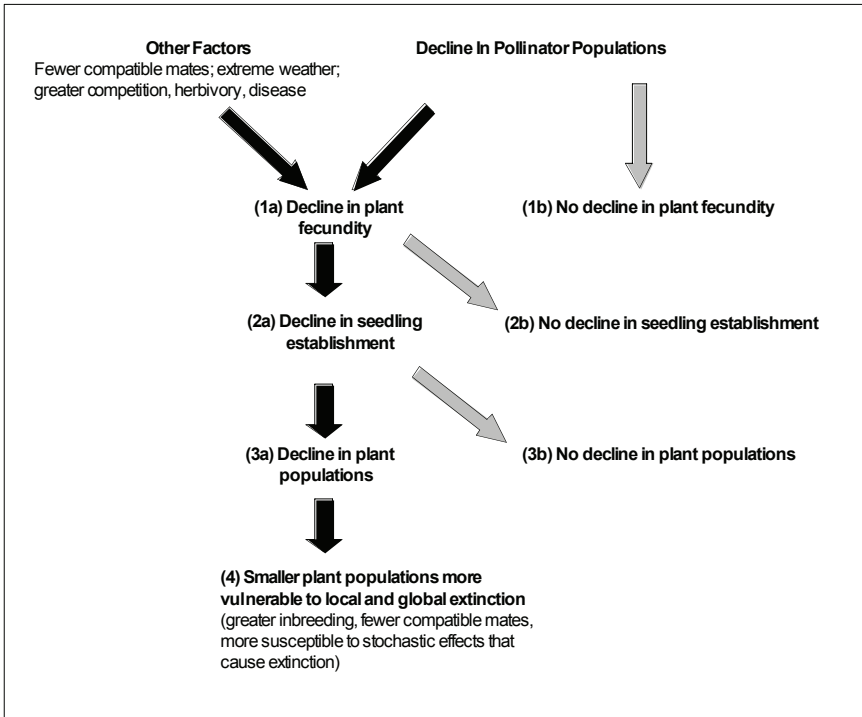 Other Factors
Fewer compatible mates; extreme weather;
greater competition, herbivory, disease
Decline In Pollinator Populations
(1a) Decline in plant
fecundity
(1b) No decline in plant fecundity
(2a) Decline in seedling
establishment
(2b) No decline in seedling establishment
(3a) Decline in plant
populations
(3b) No decline in plant populations
(4) Smaller plant populations more
vulnerable to local and global extinction
(greater inbreeding, fewer compatible mates,
more susceptible to stochastic effects that
cause extinction)